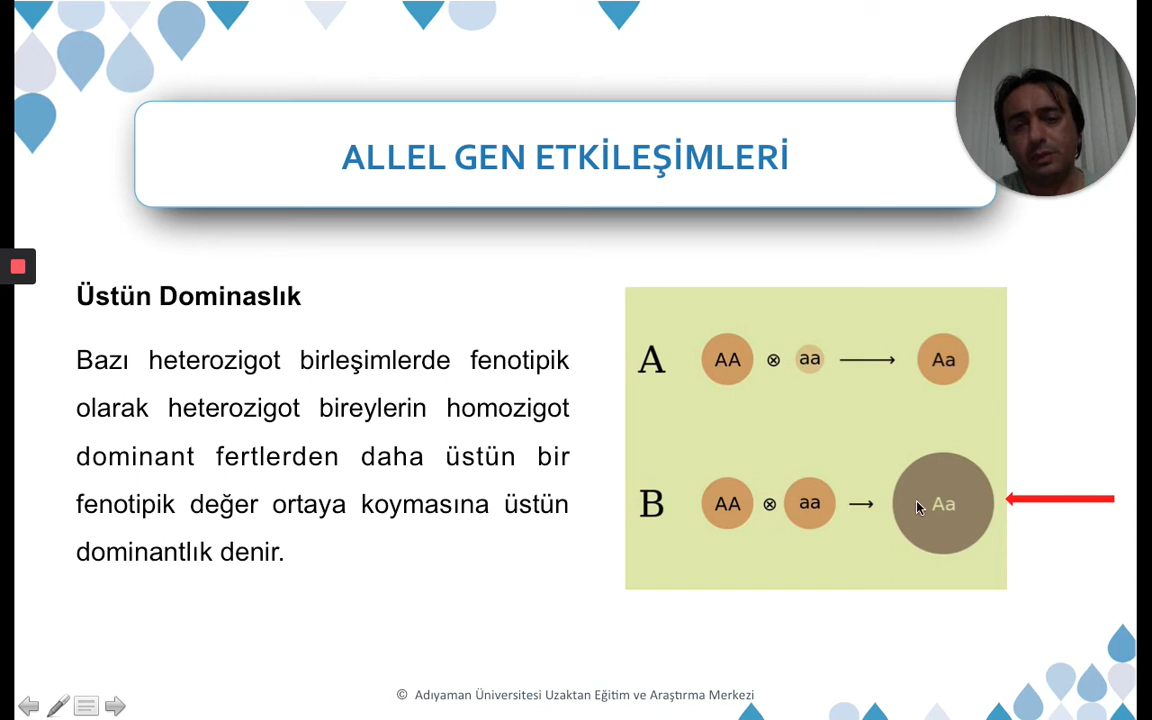 ALLEL GEN ETKİLEŞİMLERİ
Üstün Dominaslık
Bazı heterozigot birleşimlerde fenotipik
olarak heterozigot bireylerin homozigot
dominant fertlerden daha üstün bir
fenotipik değer ortaya koymasına üstün
dominantlık denir.
A AA ⊗ aa → Aa
B AA ⊗ aa → Aa
© Adıyaman Üniversitesi Uzaktan Eğitim ve Araştırma Merkezi